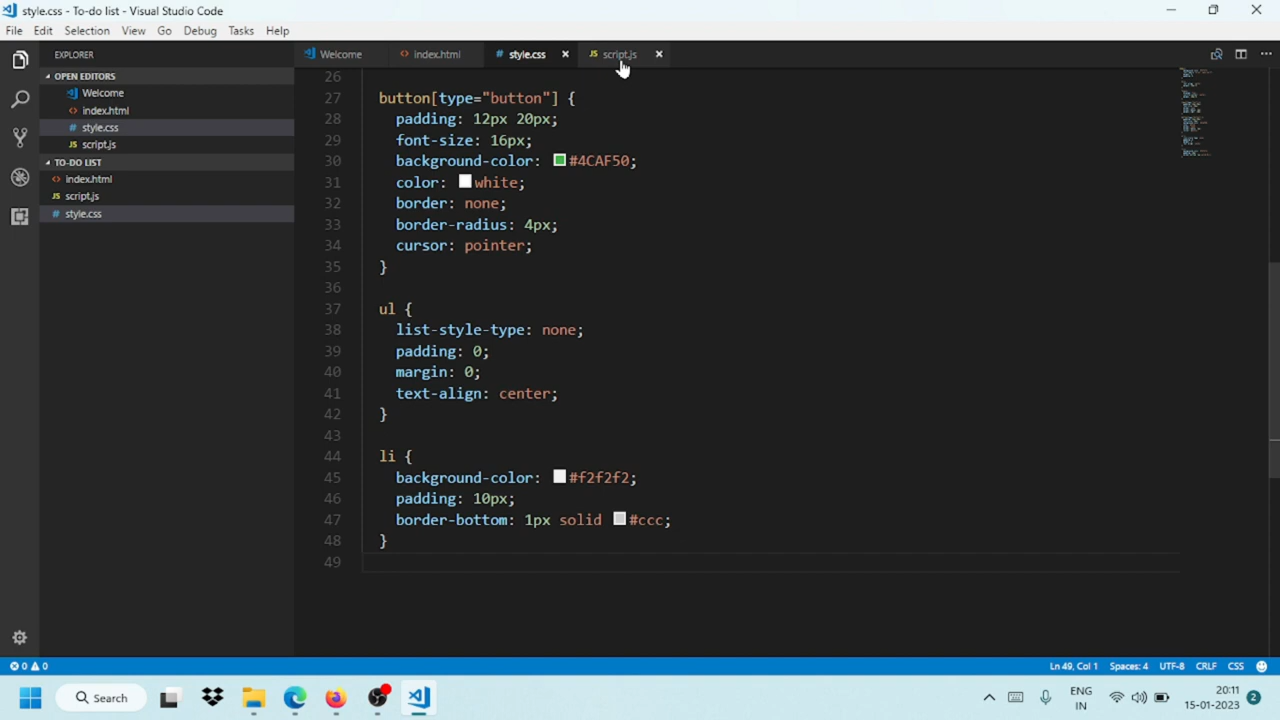 style.css - To-do list - Visual Studio Code
File Edit Selection View Go Debug Tasks Help
EXPLORER
OPEN EDITORS
Welcome
index.html
style.css
script.js
TO-DO LIST
index.html
script.js
style.css
Welcome index.html style.css script.js
26
27 button[type="button"] {
28 padding: 12px 20px;
29 font-size: 16px;
30 background-color: #4CAF50;
31 color: white;
32 border: none;
33 border-radius: 4px;
34 cursor: pointer;
35 }
36
37 ul {
38 list-style-type: none;
39 padding: 0;
40 margin: 0;
41 text-align: center;
42 }
43
44 li {
45 background-color: #f2f2f2;
46 padding: 10px;
47 border-bottom: 1px solid #ccc;
48 }
49
0 0 Ln 49, Col 1 Spaces: 4 UTF-8 CRLF CSS
Search
ENG
IN
20:11
15-01-2023
2